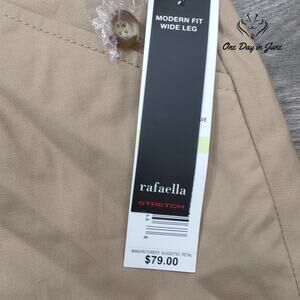 One Day in June
MODERN FIT
WIDE LEG
rafaella
STRETCH
MANUFACTURER'S SUGGESTED RETAIL
$79.00